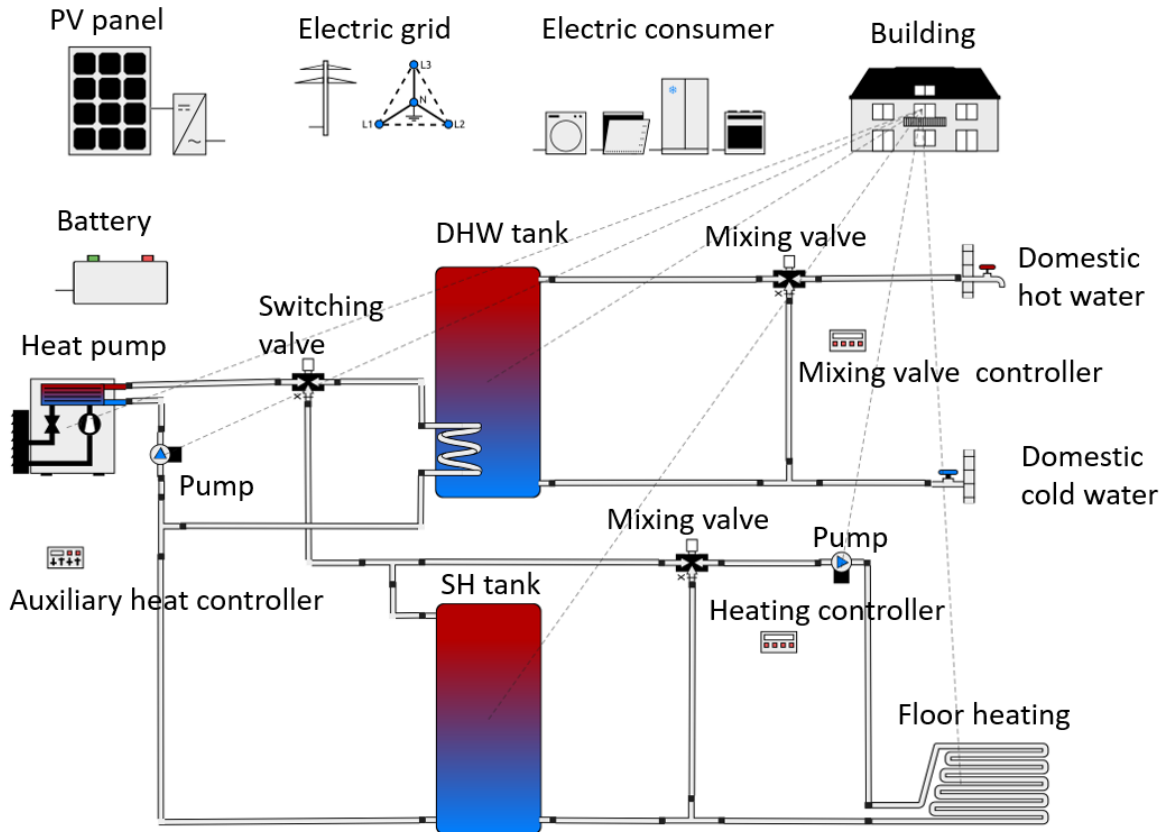 PV panel
Electric grid
Electric consumer
Building
L3
N
L1
L2
Battery
DHW tank
Mixing valve
Domestic
hot water
Switching
valve
Heat pump
x
Mixing valve controller
x
Pump
Domestic
cold water
Mixing valve
Pump
x
Auxiliary heat controller
SH tank
Heating controller
Floor heating